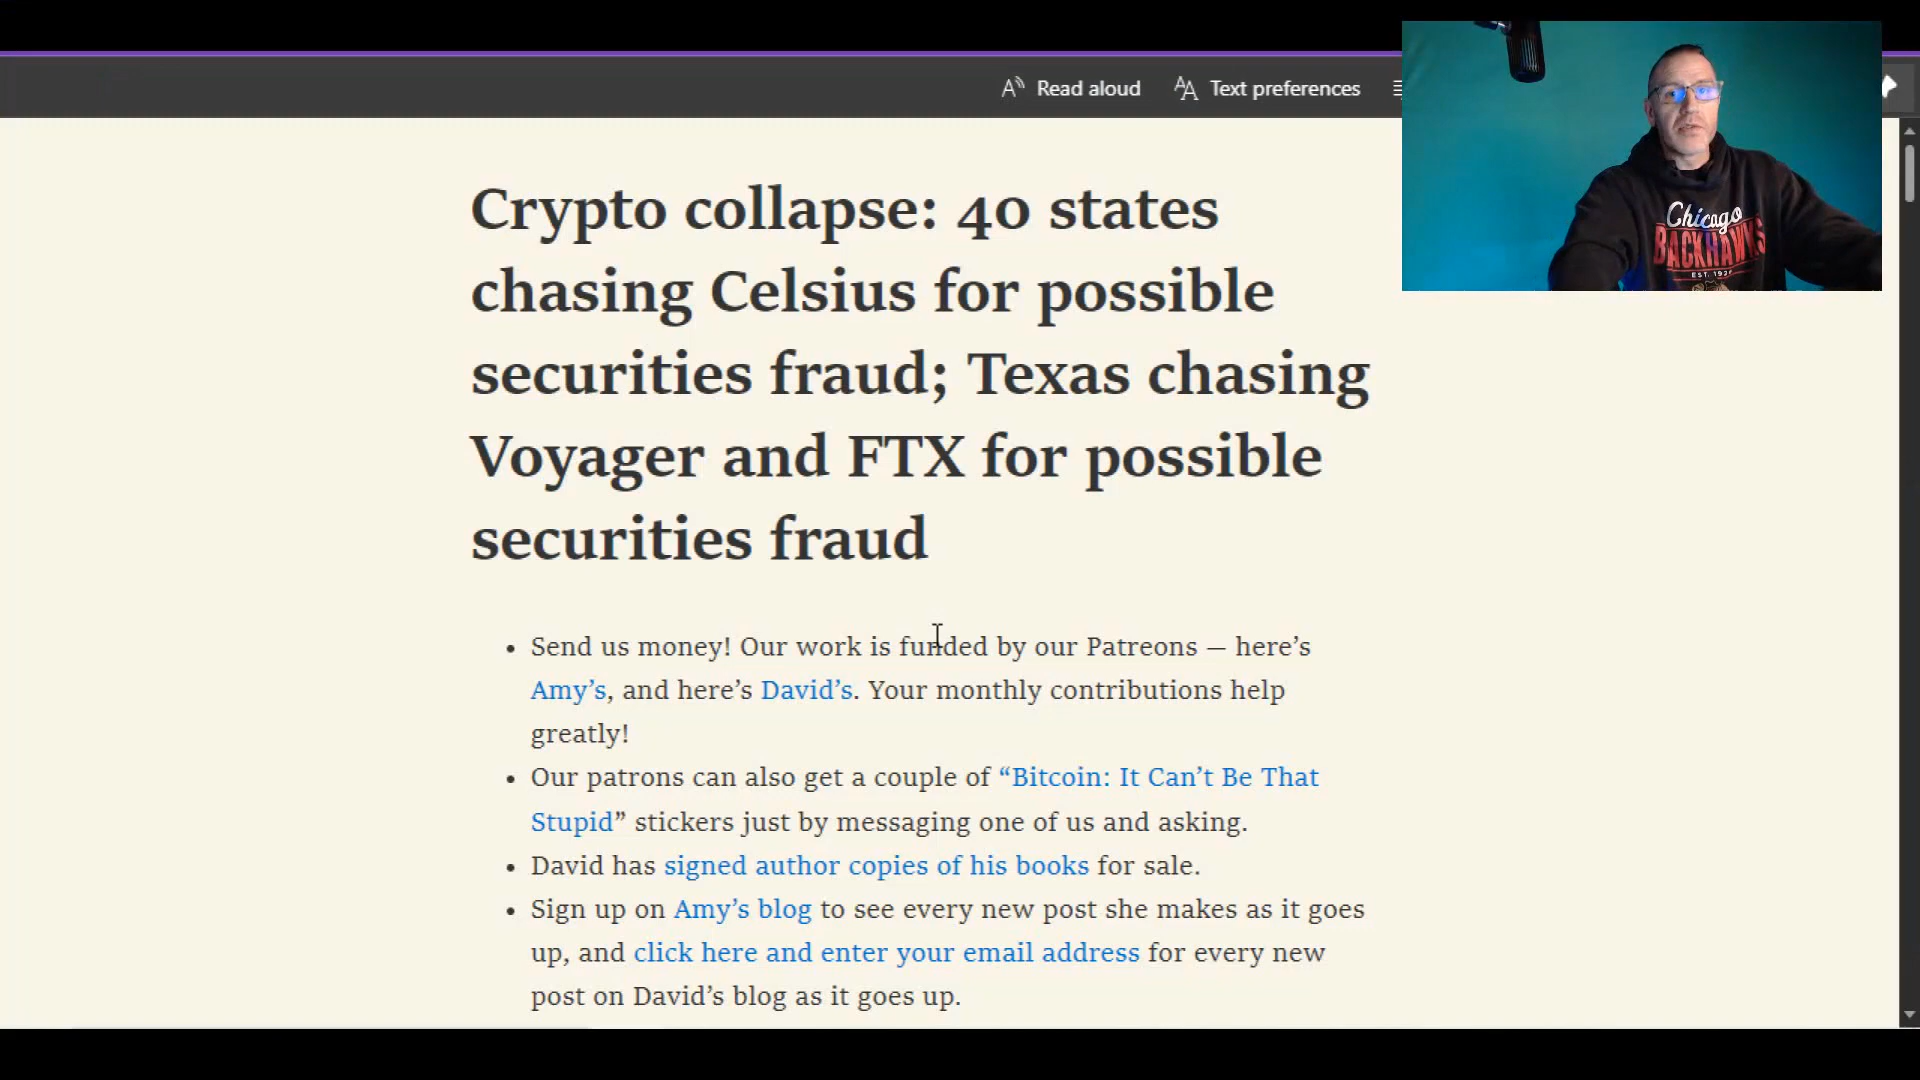 Read aloud
Text preferences
Chicago
BACKHAWKS
EST. 1926
Crypto collapse: 40 states
chasing Celsius for possible
securities fraud; Texas chasing
Voyager and FTX for possible
securities fraud
• Send us money! Our work is funded by our Patreons — here’s
Amy’s, and here’s David’s. Your monthly contributions help
greatly!
• Our patrons can also get a couple of “Bitcoin: It Can’t Be That
Stupid” stickers just by messaging one of us and asking.
• David has signed author copies of his books for sale.
• Sign up on Amy’s blog to see every new post she makes as it goes
up, and click here and enter your email address for every new
post on David’s blog as it goes up.